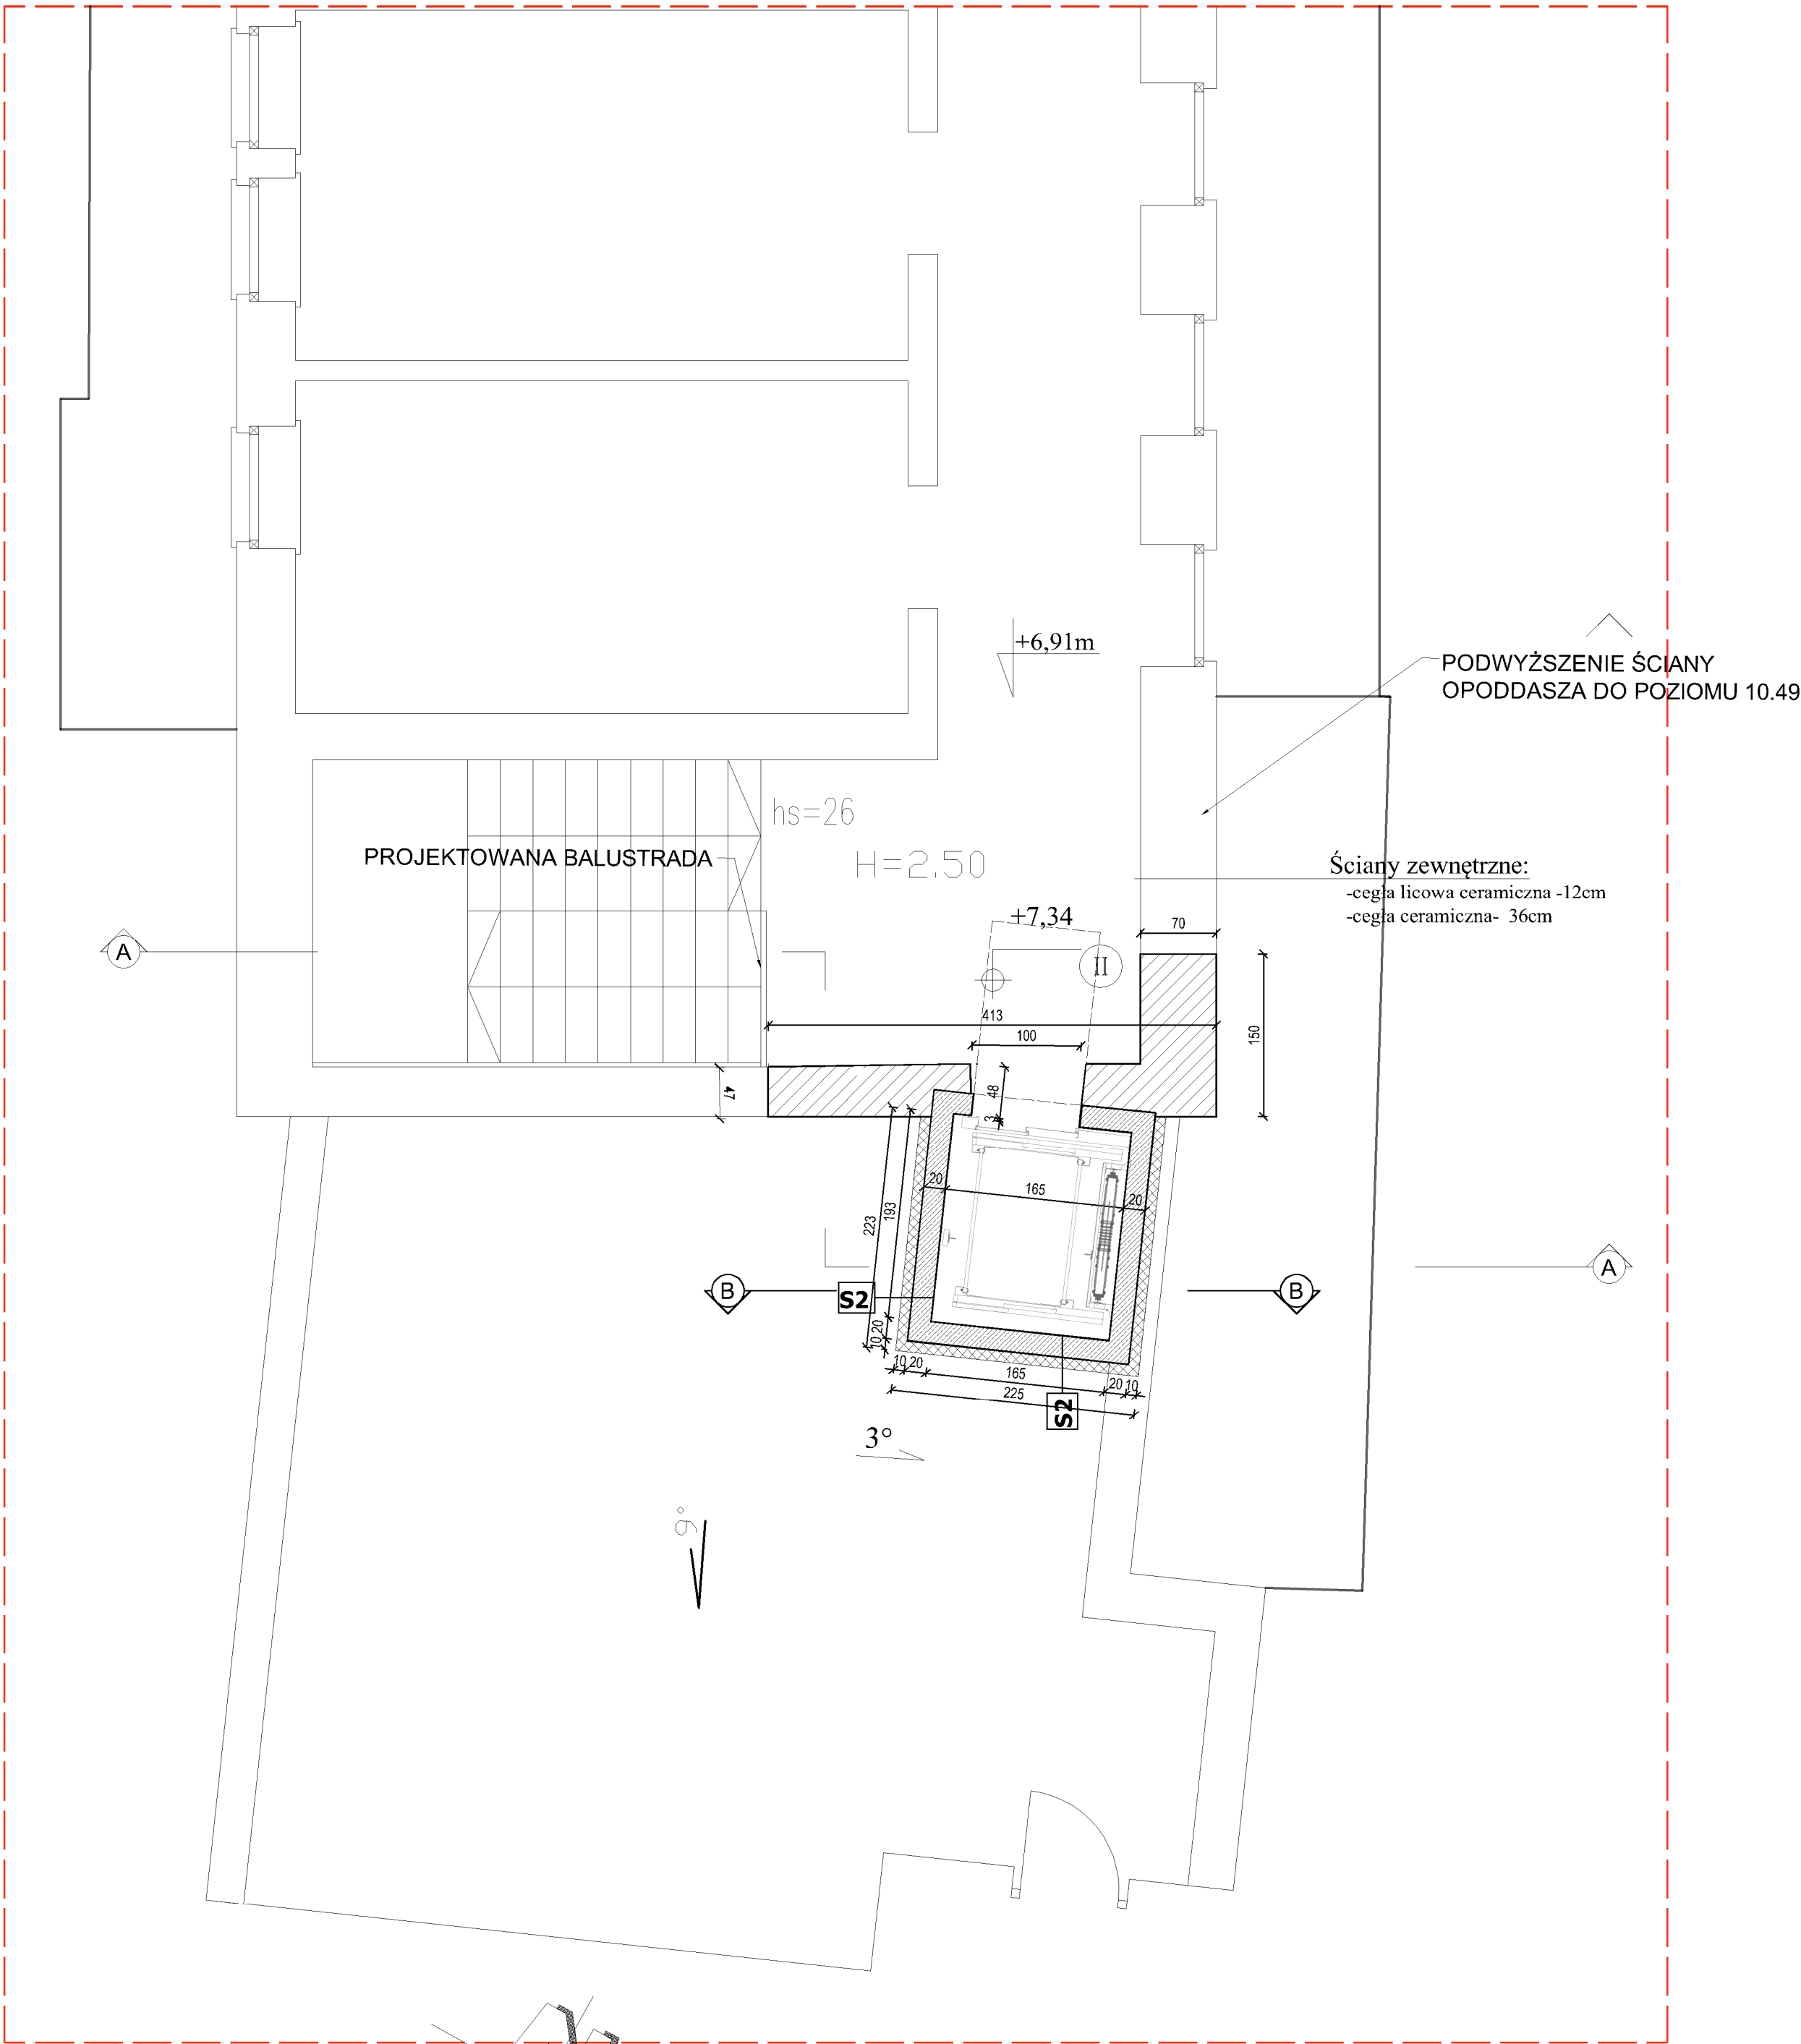 +6,91m
PODWYŻSZENIE ŚCIANY
OPODDASZA DO POZIOMU 10.49
hs=26
PROJEKTOWANA BALUSTRADA
H=2.50
Ściany zewnętrzne:
-cegła licowa ceramiczna -12cm
-cegła ceramiczna- 36cm
+7,34
70
A
II
413
100
150
47
48
3
20
165
20
223
193
A
B
S2
B
20
10
10
20
165
20
10
225
S2
3°
9°